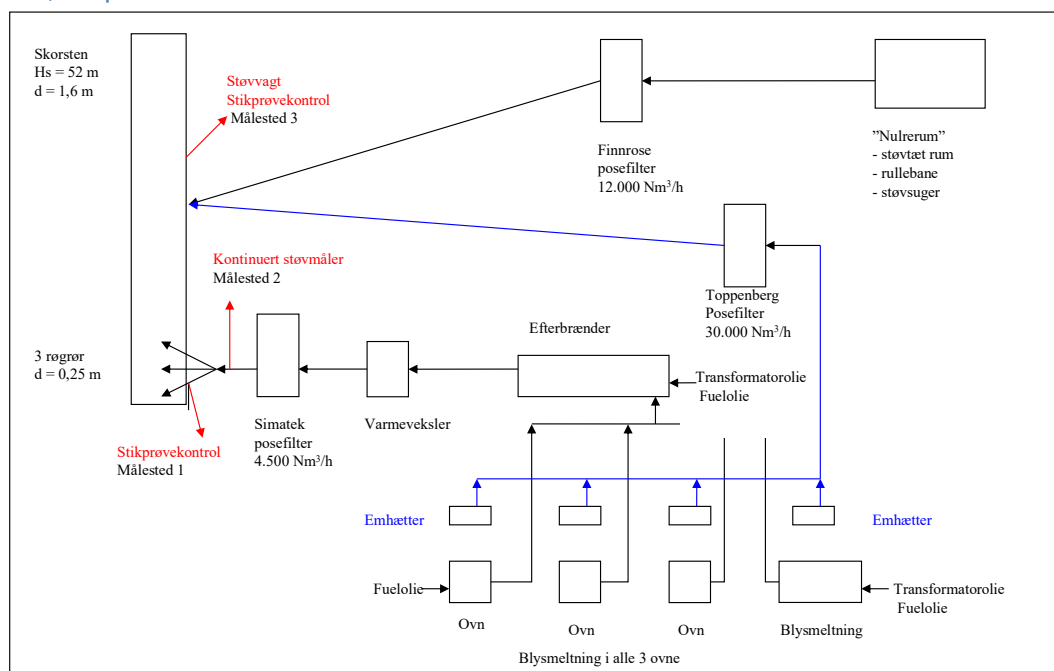 Skorsten
Hs = 52 m
d = 1,6 m
Støvvagt
Stikprøvekontrol
Målested 3
Finnrose
posefilter
12.000 Nm³/h
”Nulrerum”
- støvtæt rum
- rullebane
- støvsuger
Kontinuert støvmåler
Målested 2
Toppenberg
Posefilter
30.000 Nm³/h
3 røgrør
d = 0,25 m
Efterbrænder
Transformatorolie
Fuelolie
Stikprøvekontrol
Målested 1
Simatek
posefilter
4.500 Nm³/h
Varmeveksler
Emhætter
Emhætter
Fuelolie
Transformatorolie
Fuelolie
Ovn
Ovn
Ovn
Blysmeltning
Blysmeltning i alle 3 ovne